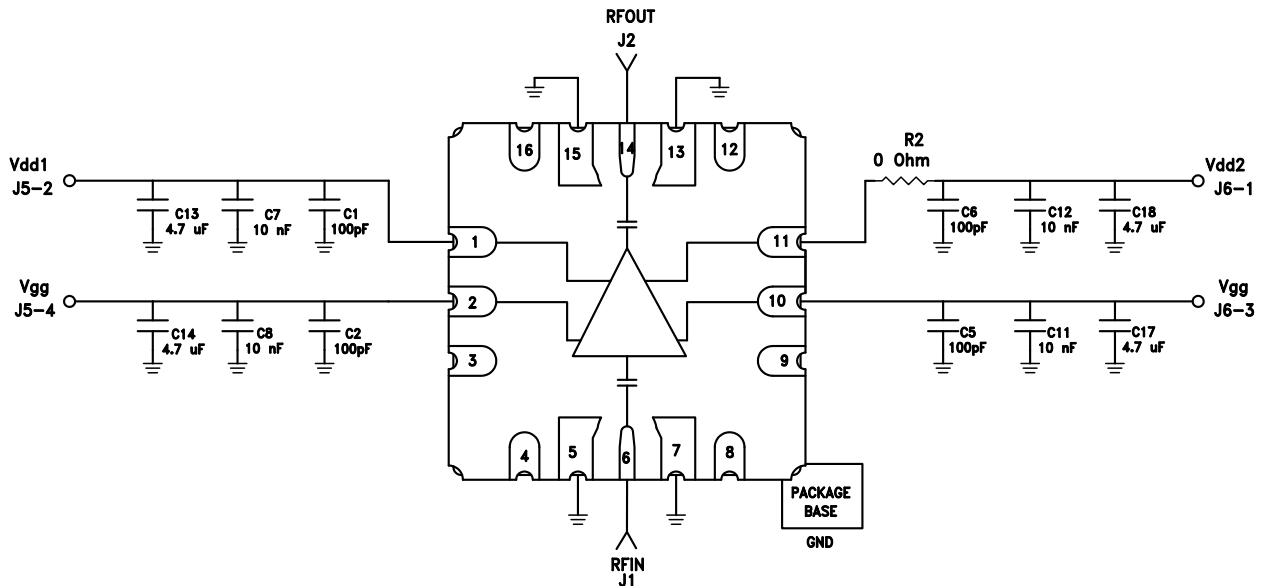 RFOUT
J2
16
15
14
13
12
R2
0 Ohm
Vdd1
J5-2
C13
4.7 uF
C7
10 nF
C1
100pF
Vdd2
J6-1
C6
100pF
C12
10 nF
C18
4.7 uF
1
11
Vgg
J5-4
C14
4.7 uF
C8
10 nF
C2
100pF
2
10
Vgg
J6-3
C5
100pF
C11
10 nF
C17
4.7 uF
3
9
4
5
6
7
8
PACKAGE
BASE
GND
RFIN
J1